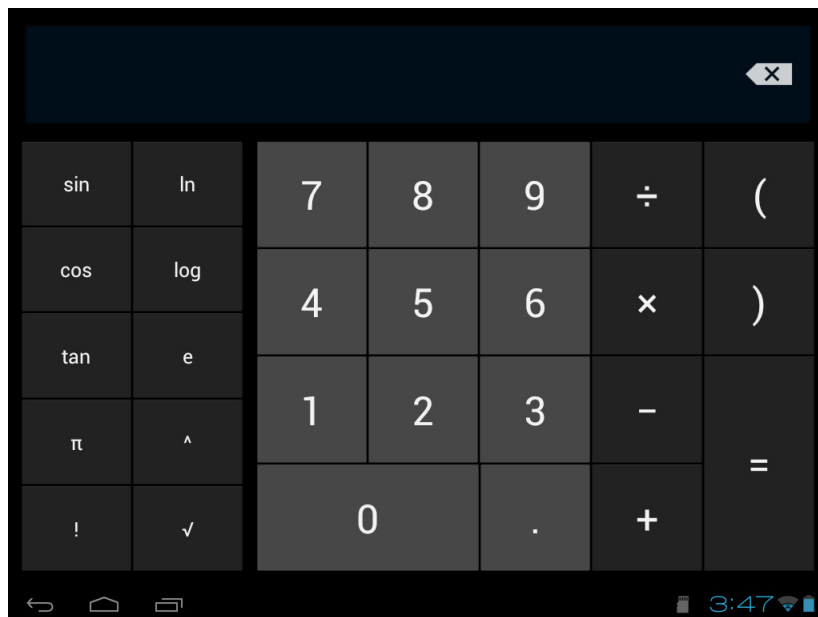 sin ln 7 8 9 ÷ (
cos log 4 5 6 × )
tan e 1 2 3 −
π ^ =
! √ 0 . +
3:47